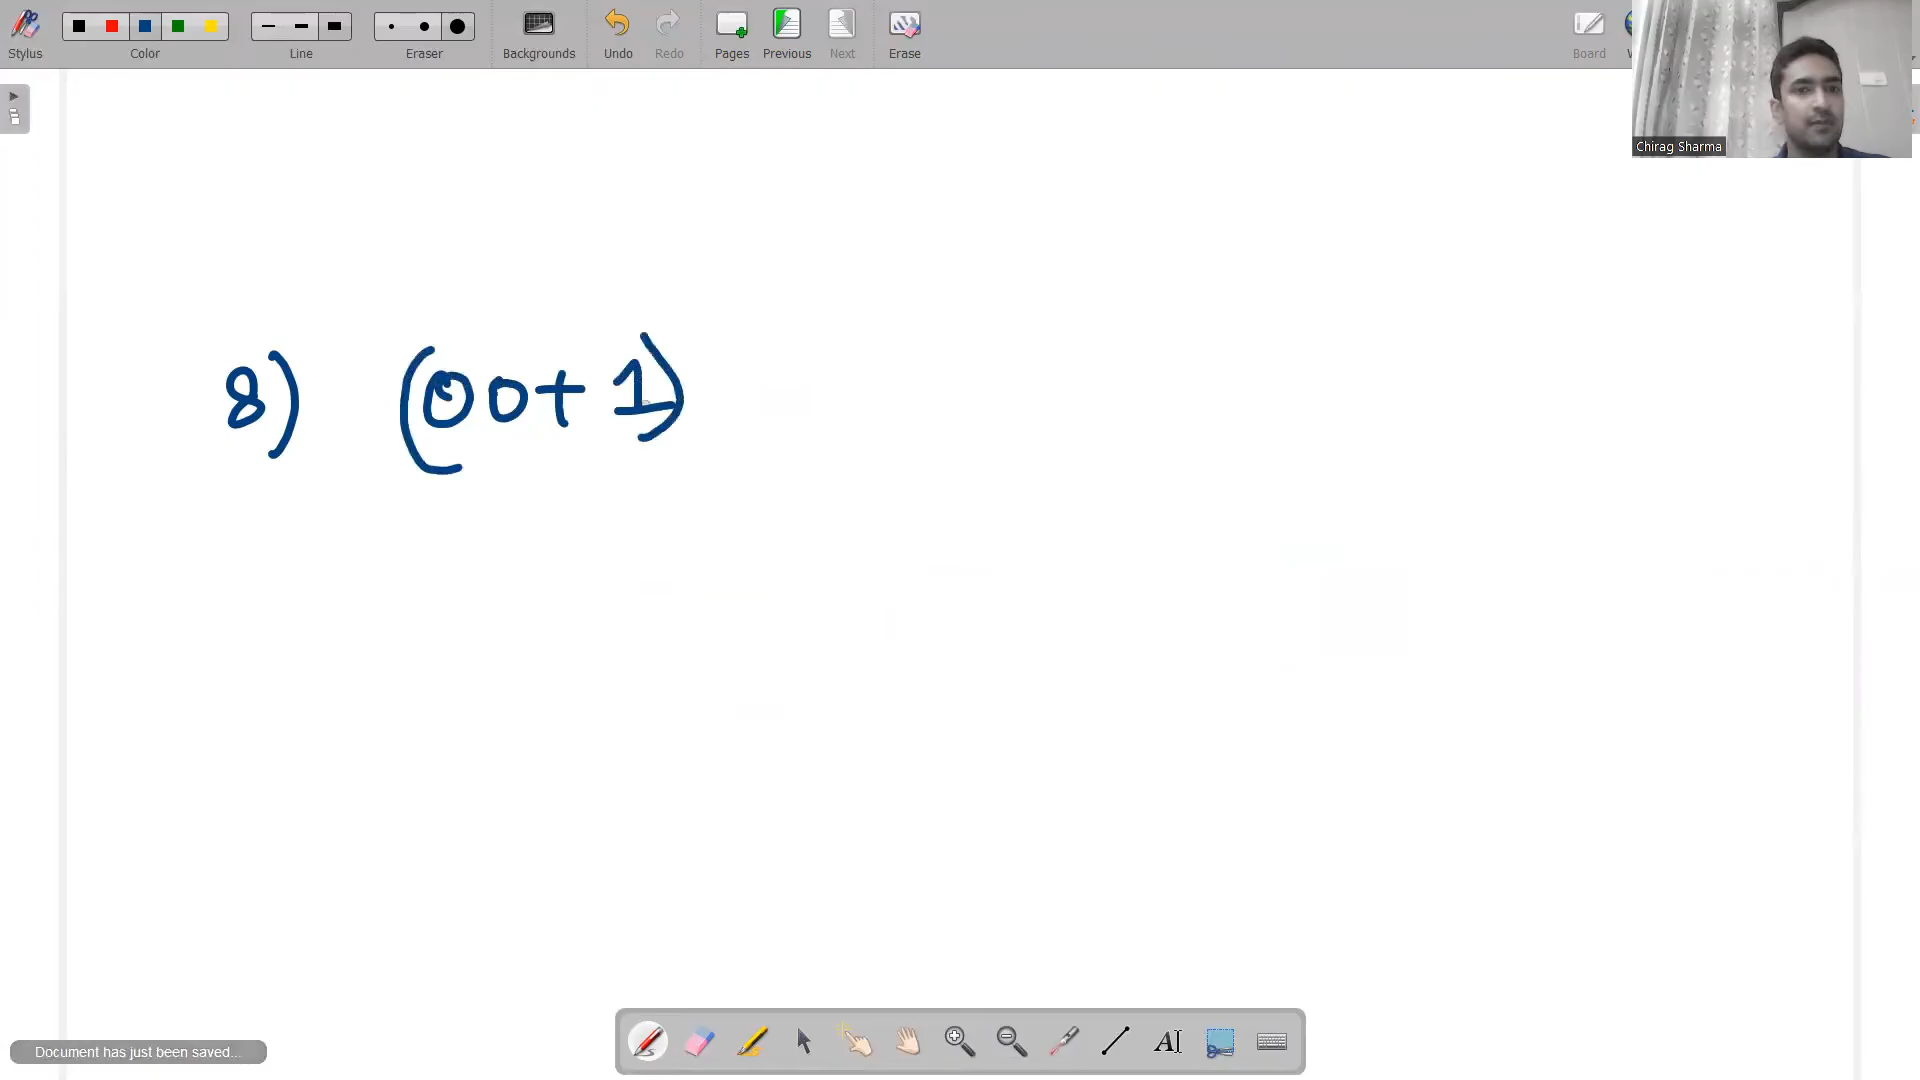 Stylus Color Line Eraser Backgrounds Undo Redo Pages Previous Next Erase Board
Chirag Sharma
8) (00+1)
Document has just been saved...